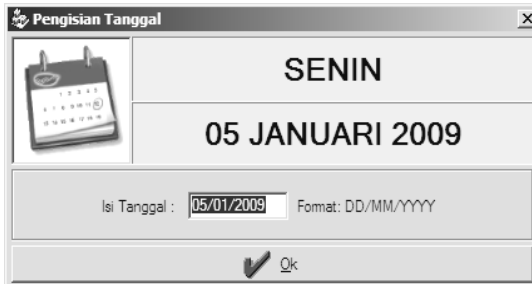 Pengisian Tanggal
SENIN
05 JANUARI 2009
Isi Tanggal : 05/01/2009 Format: DD/MM/YYYY
Ok